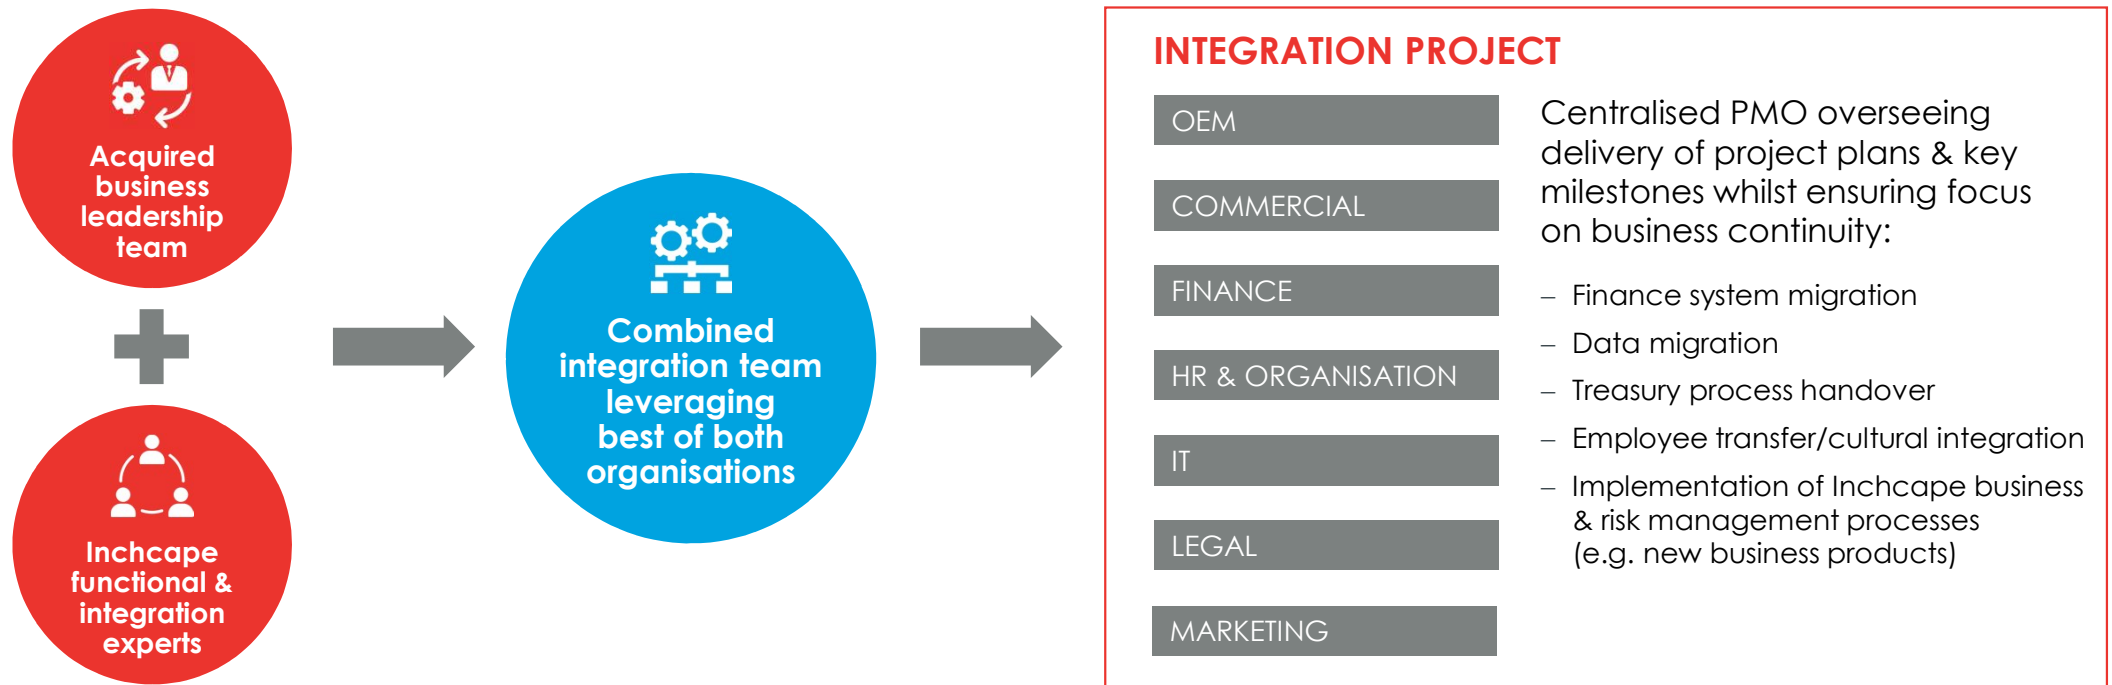 Acquired
business
leadership
team
Inchcape
functional &
integration
experts
Combined
integration team
leveraging
best of both
organisations
INTEGRATION PROJECT
OEM
COMMERCIAL
FINANCE
HR & ORGANISATION
IT
LEGAL
MARKETING
Centralised PMO overseeing
delivery of project plans & key
milestones whilst ensuring focus
on business continuity:
– Finance system migration
– Data migration
– Treasury process handover
– Employee transfer/cultural integration
– Implementation of Inchcape business
& risk management processes
(e.g. new business products)